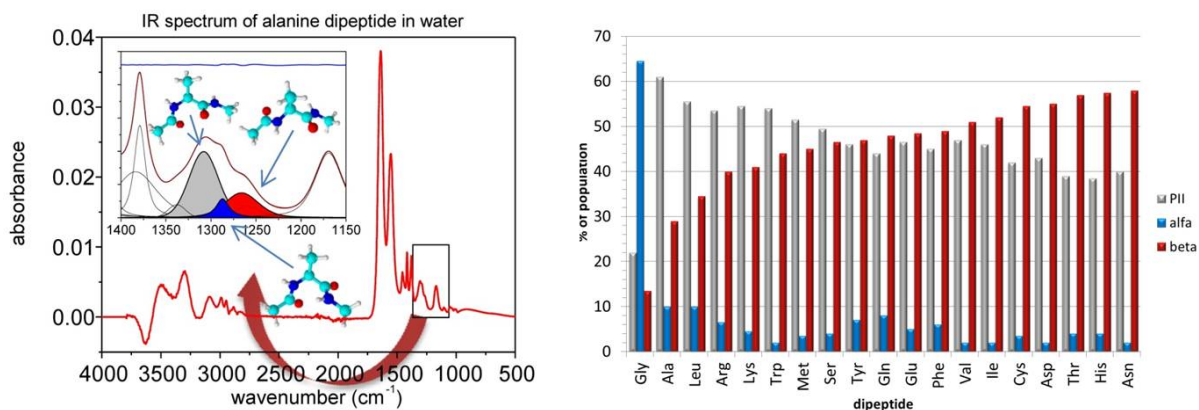 IR spectrum of alanine dipeptide in water
0.04
0.03
0.02
0.01
0.00
absorbance
1400 1350 1300 1250 1200 1150
4000 3500 3000 2500 2000 1500 1000 500
wavenumber (cm⁻¹)
70
60
50
40
30
20
10
0
% or population
Gly Ala Leu Arg Lys Trp Met Ser Tyr Gln Glu Phe Val Ile Cys Asp Thr His Asn
dipeptide
PII
alfa
beta